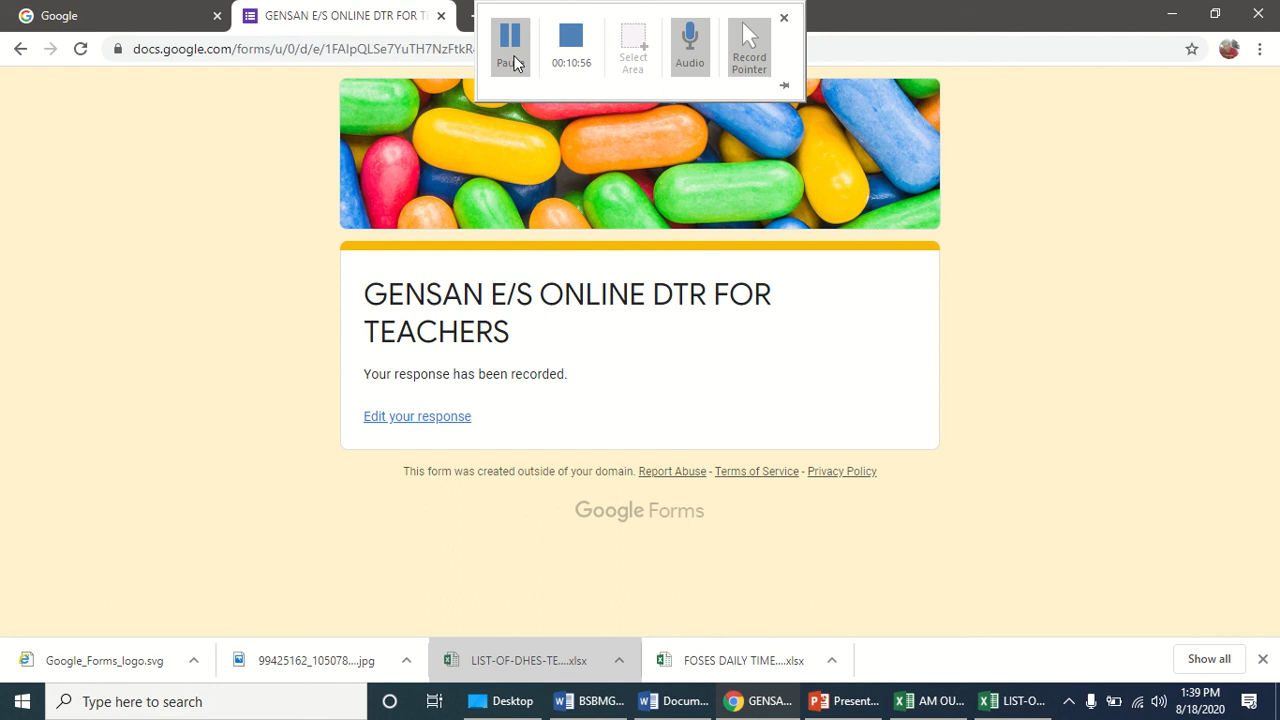 Google
GENSAN E/S ONLINE DTR FOR T
docs.google.com/forms/u/0/d/e/1FAIpQLSe7YuTH7NzFtkR
Pause
00:10:56
Select
Area
Audio
Record
Pointer
GENSAN E/S ONLINE DTR FOR
TEACHERS
Your response has been recorded.
Edit your response
This form was created outside of your domain. Report Abuse - Terms of Service - Privacy Policy
Google Forms
Google_Forms_logo.svg
99425162_105078....jpg
LIST-OF-DHES-TE....xlsx
FOSES DAILY TIME....xlsx
Show all
Type here to search
Desktop
BSBMG...
Docum...
GENSA...
Present...
AM OU...
LIST-O...
1:39 PM
8/18/2020